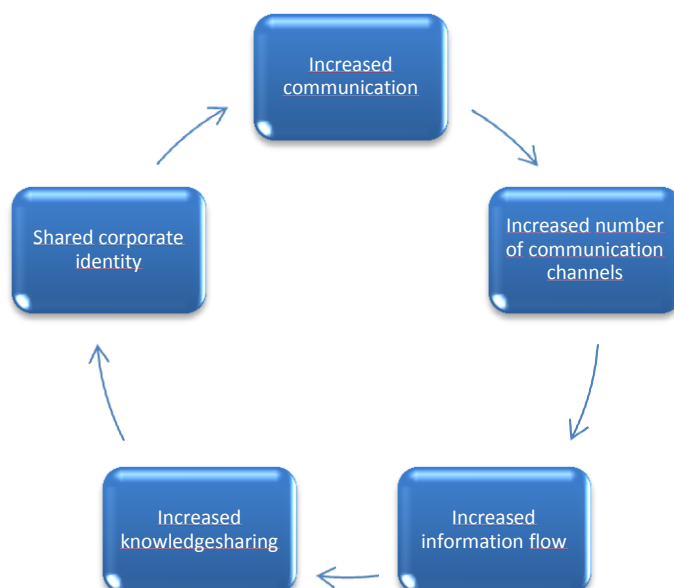 Increased
communication
Increased number
of communication
channels
Increased
information flow
Increased
knowledgesharing
Shared corporate
identity